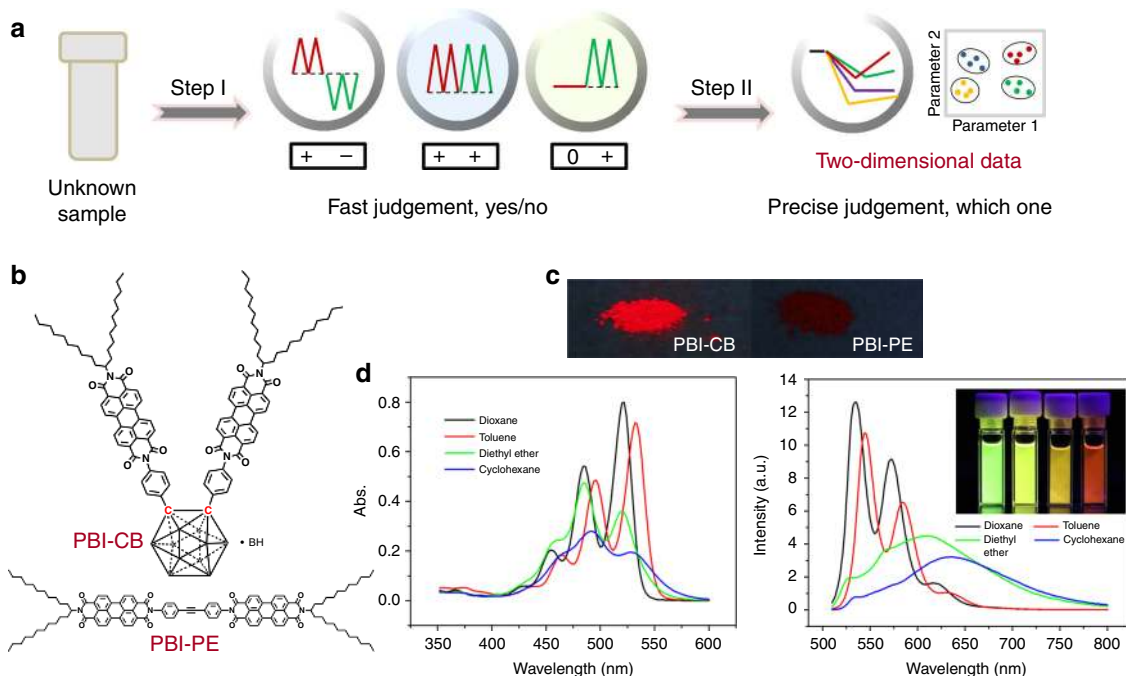 a
Unknown
sample
Step I
+ −
+ +
0 +
Fast judgement, yes/no
Step II
Parameter 2
Parameter 1
Two-dimensional data
Precise judgement, which one
b
O
N
O
O
N
O
O
N
O
O
N
O
C
C
PBI-CB
• BH
O
N
O
O
N
O
O
N
O
O
N
O
PBI-PE
c
PBI-CB
PBI-PE
d
Abs.
0.8
0.6
0.4
0.2
0.0
Dioxane
Toluene
Diethyl ether
Cyclohexane
350 400 450 500 550 600
Wavelength (nm)
Intensity (a.u.)
14
12
10
8
6
4
2
0
Dioxane
Toluene
Diethyl
ether
Cyclohexane
500 550 600 650 700 750 800
Wavelength (nm)